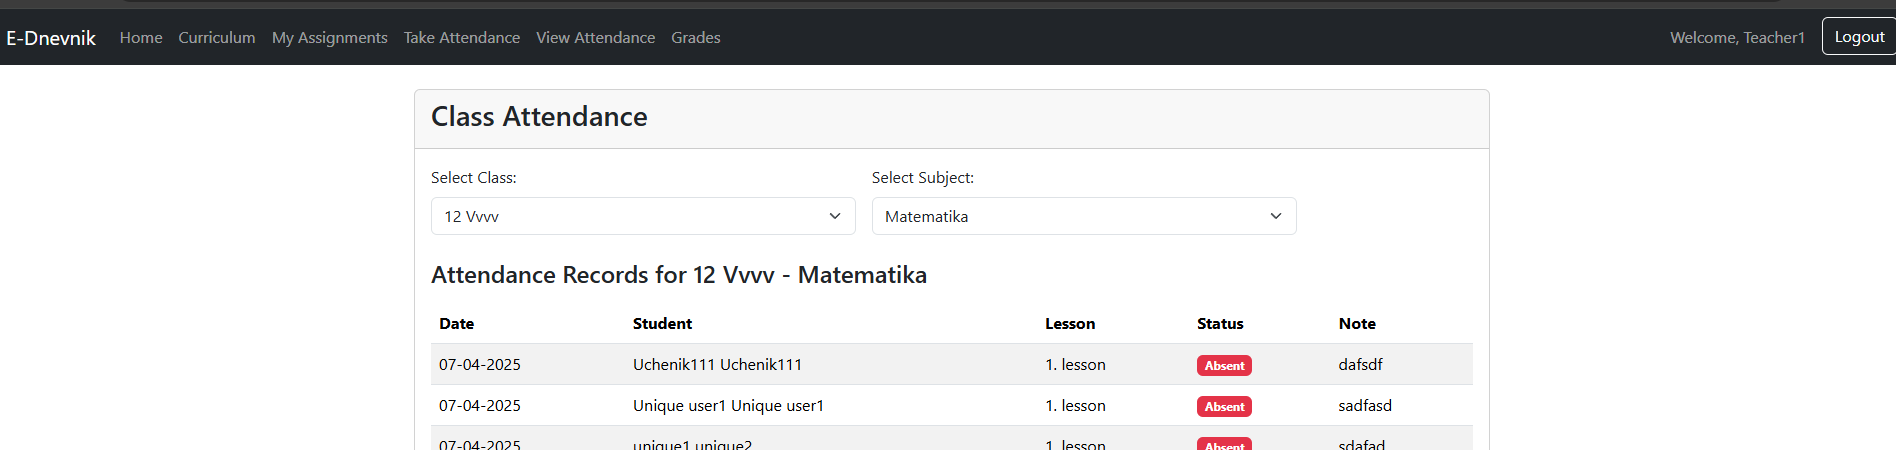 E-Dnevnik Home Curriculum My Assignments Take Attendance View Attendance Grades Welcome, Teacher1 Logout
Class Attendance
Select Class: Select Subject:
12 Vvvv Matematika
Attendance Records for 12 Vvvv - Matematika
Date Student Lesson Status Note
07-04-2025 Uchenik111 Uchenik111 1. lesson Absent dafsdf
07-04-2025 Unique user1 Unique user1 1. lesson Absent sadfasd
07-04-2025 unique1 unique2 1. lesson Absent sdafad